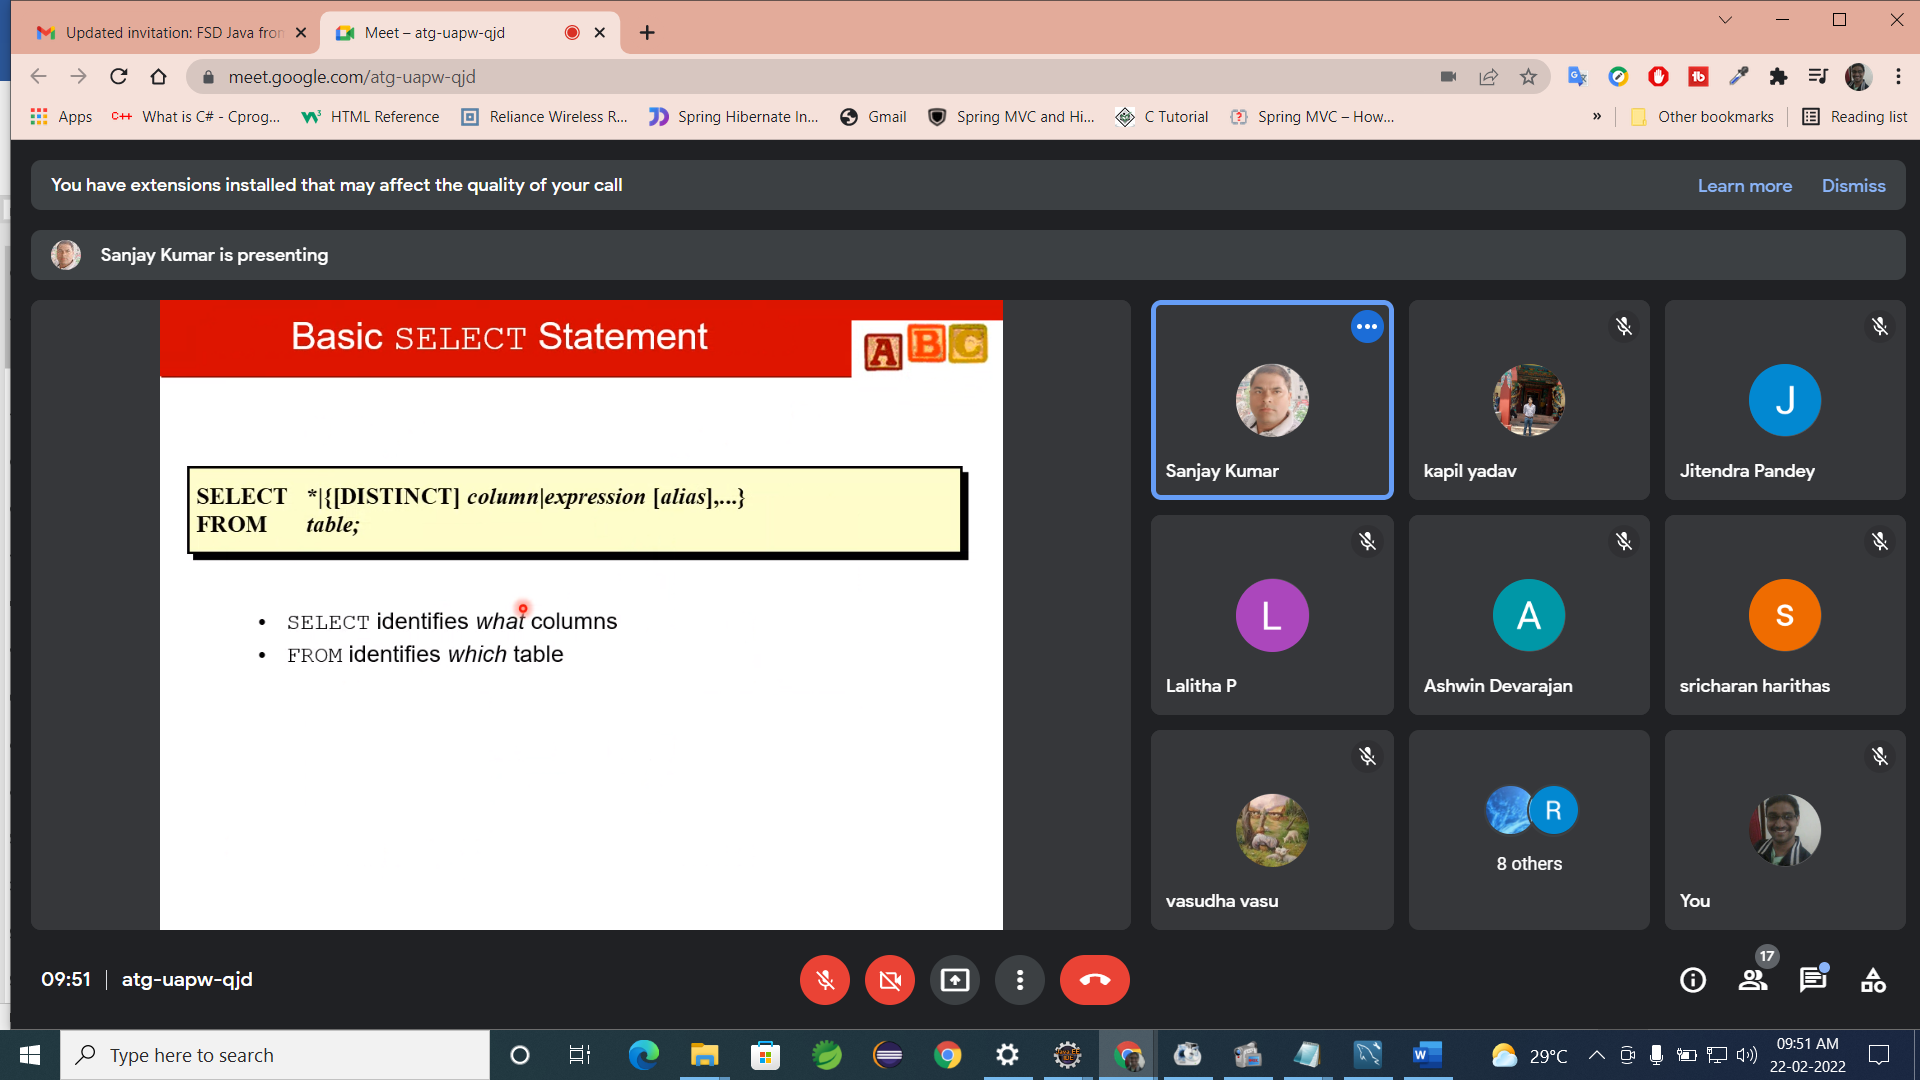 Updated invitation: FSD Java fron
Meet – atg-uapw-qjd
meet.google.com/atg-uapw-qjd
Apps
C++ What is C# - Cprog...
HTML Reference
Reliance Wireless R...
Spring Hibernate In...
Gmail
Spring MVC and Hi...
C Tutorial
Spring MVC – How...
»
Other bookmarks
Reading list
You have extensions installed that may affect the quality of your call
Learn more
Dismiss
Sanjay Kumar is presenting
Basic SELECT Statement
A B C
SELECT *|{[DISTINCT] column|expression [alias],...}
FROM table;
• SELECT identifies what columns
• FROM identifies which table
Sanjay Kumar
kapil yadav
J
Jitendra Pandey
L
Lalitha P
A
Ashwin Devarajan
s
sricharan harithas
vasudha vasu
R
8 others
You
09:51 | atg-uapw-qjd
17
Type here to search
29°C
09:51 AM
22-02-2022